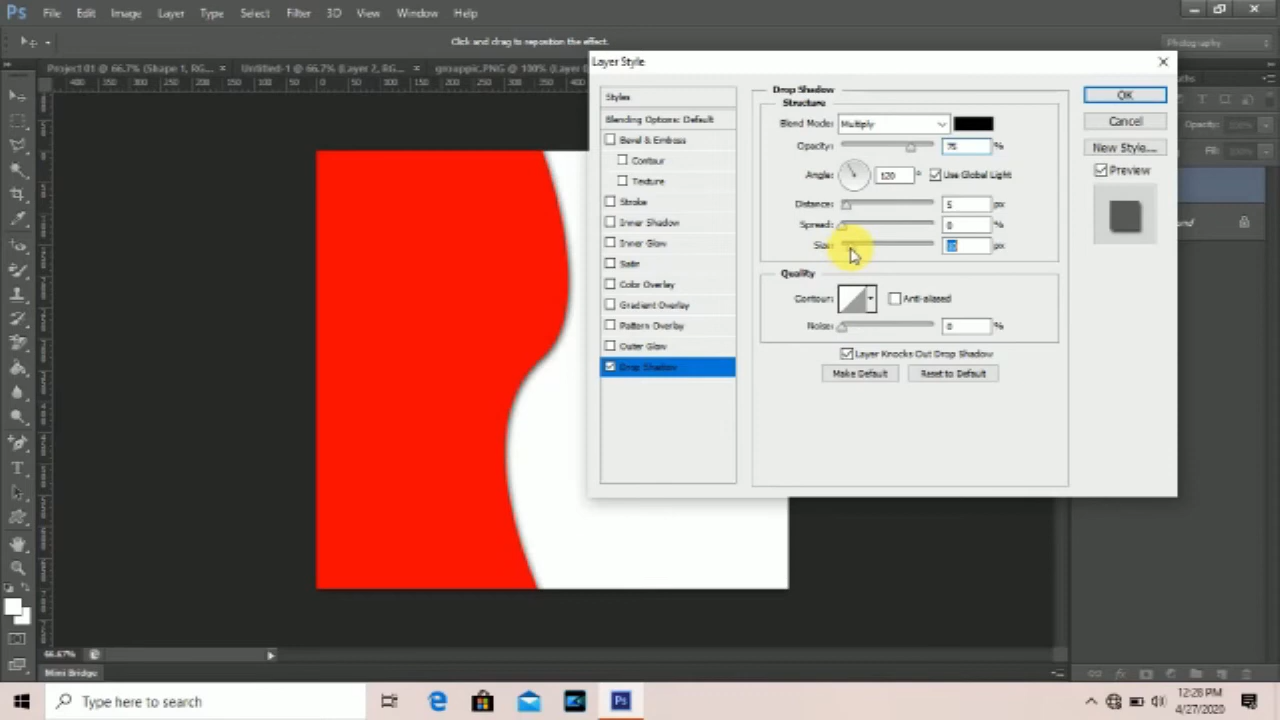 Ps File Edit Image Layer Type Select Filter 3D View Window Help
Click and drag to reposition the effect.
Photography
Project 01 @ 66.7% (Shape 1, RG... × Untitled-1 @ 66.7% (Layer 2, RG... × grouppic.PNG @ 100% (Layer
Layer Style
Styles
Blending Options: Default
Bevel & Emboss
Contour
Texture
Stroke
Inner Shadow
Inner Glow
Satin
Color Overlay
Gradient Overlay
Pattern Overlay
Outer Glow
Drop Shadow
Drop Shadow
Structure
Blend Mode: Multiply
Opacity: 75 %
Angle: 120 ° Use Global Light
Distance: 5 px
Spread: 0 %
Size: px
Quality
Contour: Anti-aliased
Noise: 0 %
Layer Knocks Out Drop Shadow
Make Default Reset to Default
OK
Cancel
New Style...
Preview
Opacity:
Fill:
66.67%
Mini Bridge
Type here to search
Ps
12:28 PM
4/27/2020